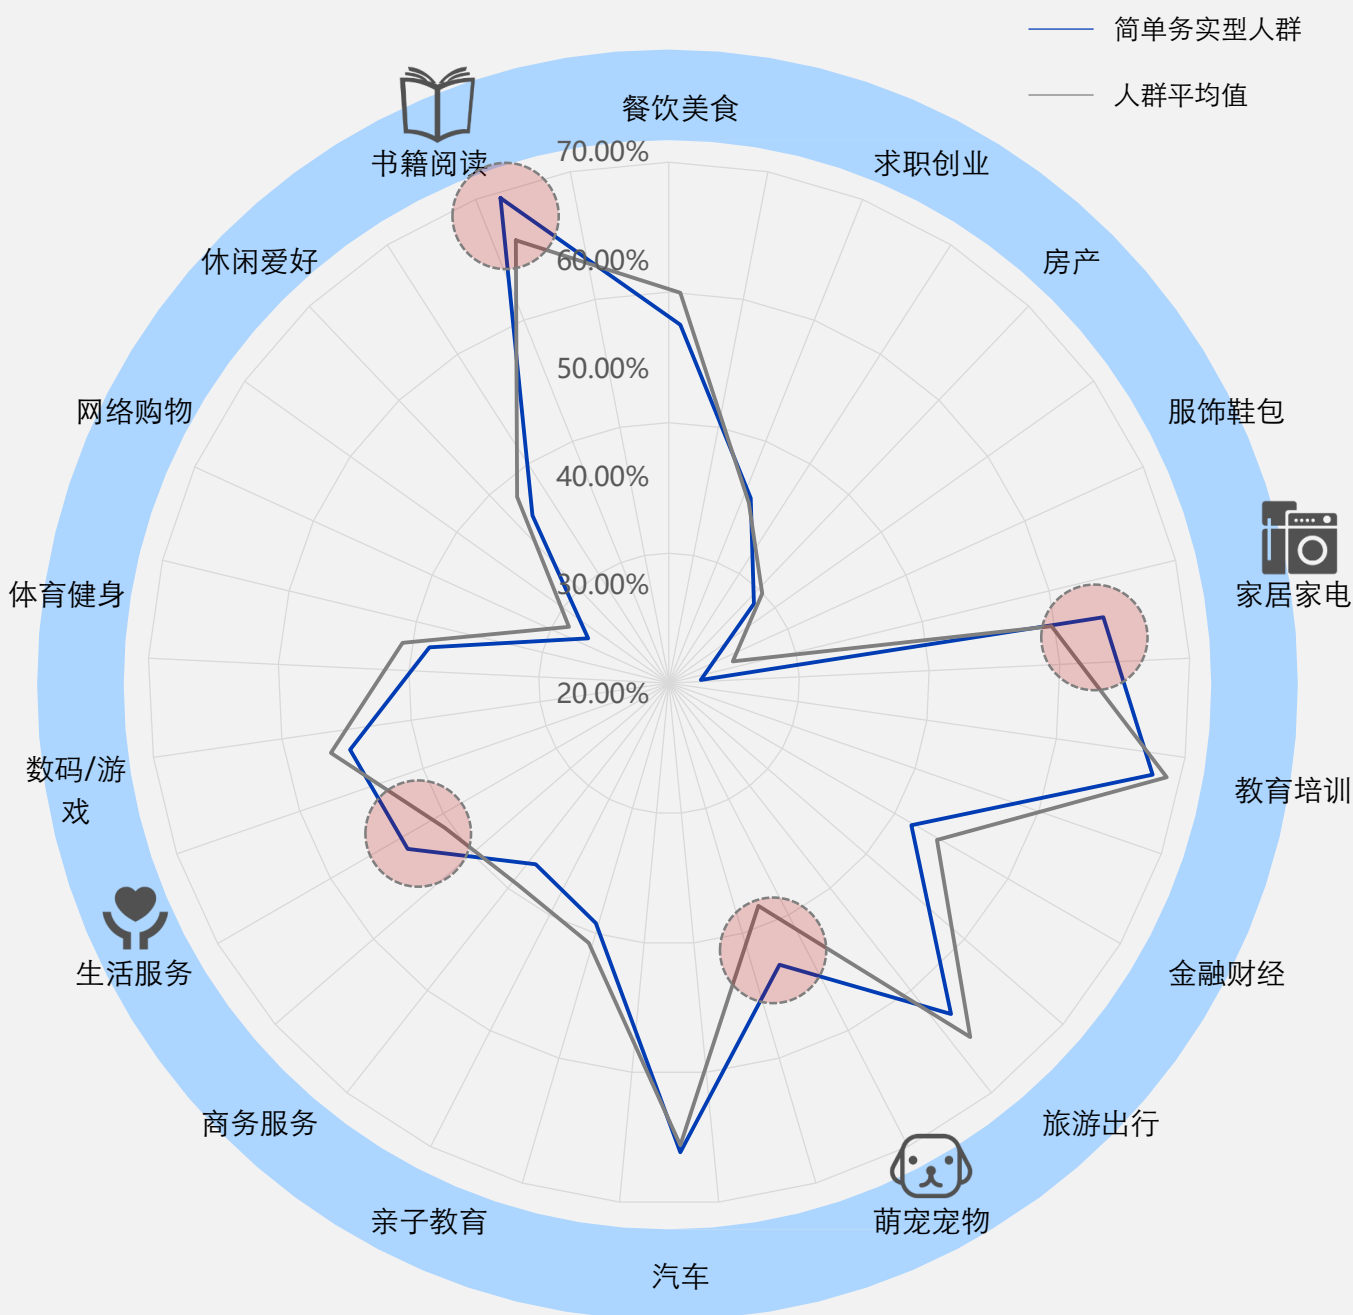 简单务实型人群
人群平均值
餐饮美食
求职创业
房产
服饰鞋包
家居家电
教育培训
金融财经
旅游出行
萌宠宠物
汽车
亲子教育
商务服务
生活服务
数码/游
戏
体育健身
网络购物
休闲爱好
书籍阅读
70.00%
60.00%
50.00%
40.00%
30.00%
20.00%